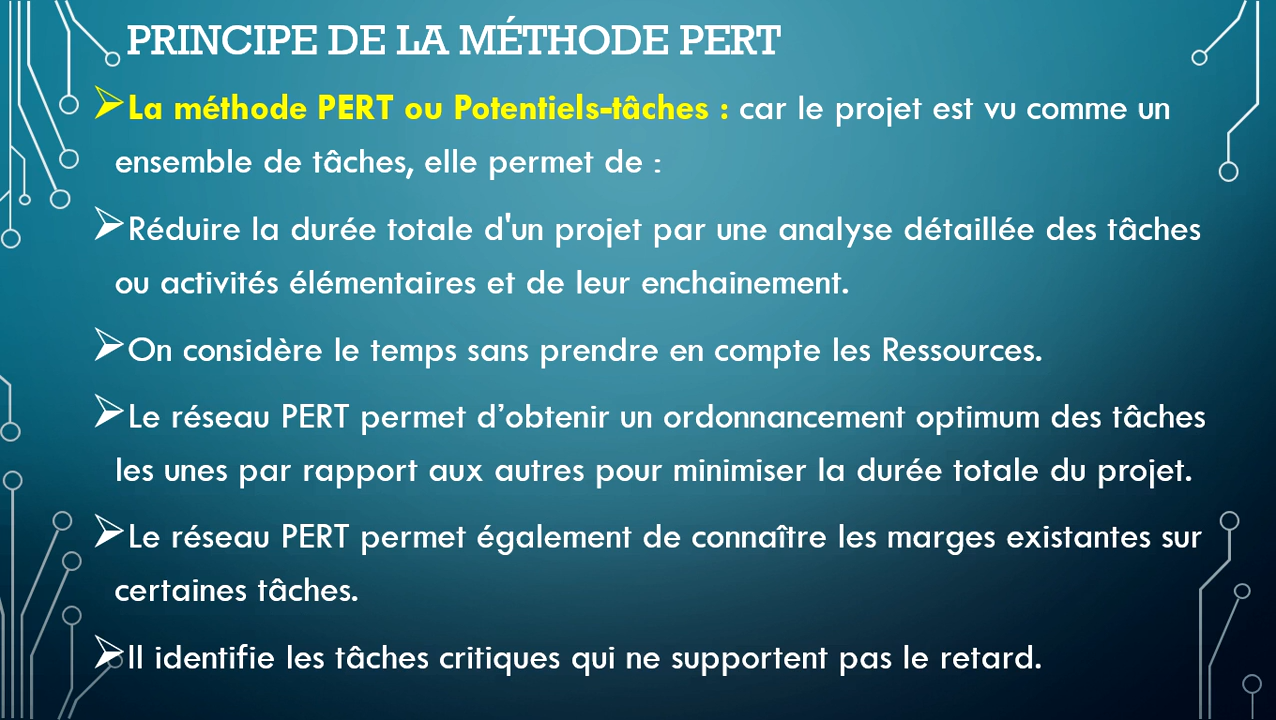 PRINCIPE DE LA MÉTHODE PERT
La méthode PERT ou Potentiels-tâches : car le projet est vu comme un
ensemble de tâches, elle permet de :
Réduire la durée totale d'un projet par une analyse détaillée des tâches
ou activités élémentaires et de leur enchainement.
On considère le temps sans prendre en compte les Ressources.
Le réseau PERT permet d’obtenir un ordonnancement optimum des tâches
les unes par rapport aux autres pour minimiser la durée totale du projet.
Le réseau PERT permet également de connaître les marges existantes sur
certaines tâches.
Il identifie les tâches critiques qui ne supportent pas le retard.